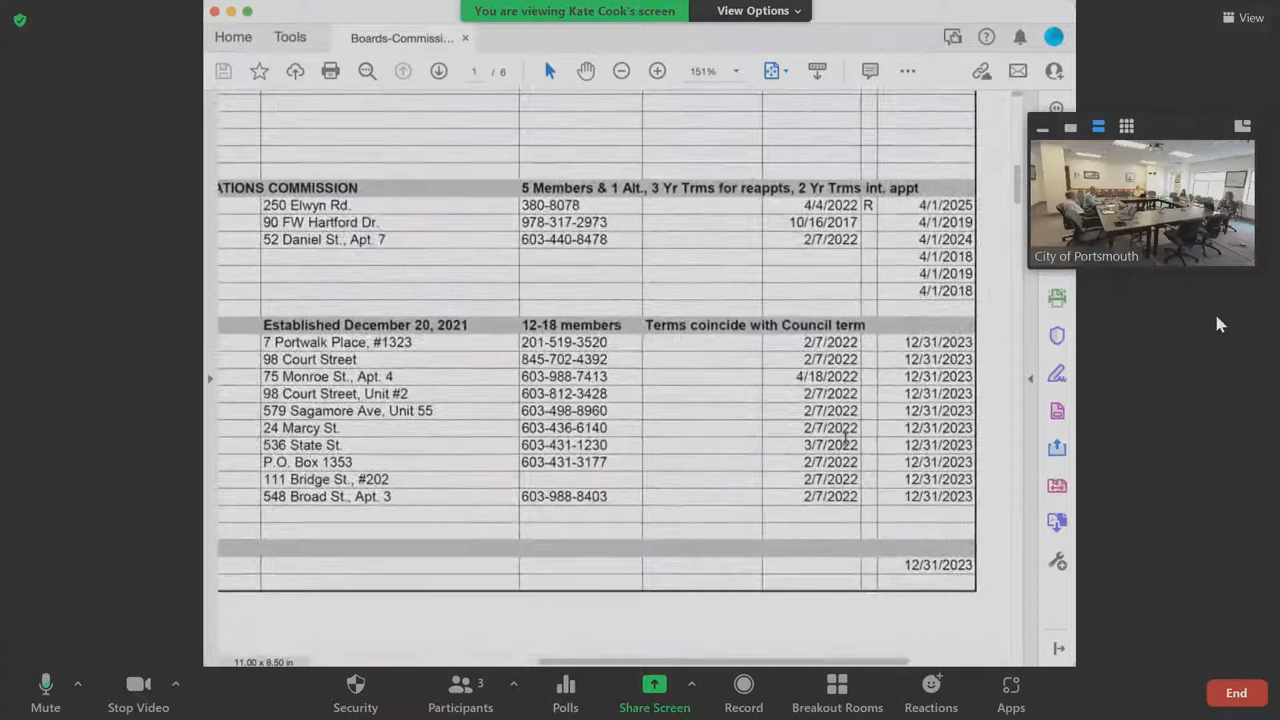 You are viewing Kate Cook's screen View Options
View
Home Tools Boards-Commissi...
1 / 6 151%
ATIONS COMMISSION 5 Members & 1 Alt., 3 Yr Trms for reappts, 2 Yr Trms int. appt
250 Elwyn Rd. 380-8078 4/4/2022 R 4/1/2025
90 FW Hartford Dr. 978-317-2973 10/16/2017 4/1/2019
52 Daniel St., Apt. 7 603-440-8478 2/7/2022 4/1/2024
4/1/2018
4/1/2019
4/1/2018
City of Portsmouth
Established December 20, 2021 12-18 members Terms coincide with Council term
7 Portwalk Place, #1323 201-519-3520 2/7/2022 12/31/2023
98 Court Street 845-702-4392 2/7/2022 12/31/2023
75 Monroe St., Apt. 4 603-988-7413 4/18/2022 12/31/2023
98 Court Street, Unit #2 603-812-3428 2/7/2022 12/31/2023
579 Sagamore Ave, Unit 55 603-498-8960 2/7/2022 12/31/2023
24 Marcy St. 603-436-6140 2/7/2022 12/31/2023
536 State St. 603-431-1230 3/7/2022 12/31/2023
P.O. Box 1353 603-431-3177 2/7/2022 12/31/2023
111 Bridge St., #202 2/7/2022 12/31/2023
548 Broad St., Apt. 3 603-988-8403 2/7/2022 12/31/2023
12/31/2023
11.00 x 8.50 in
Mute Stop Video Security Participants 3 Polls Share Screen Record Breakout Rooms Reactions Apps End